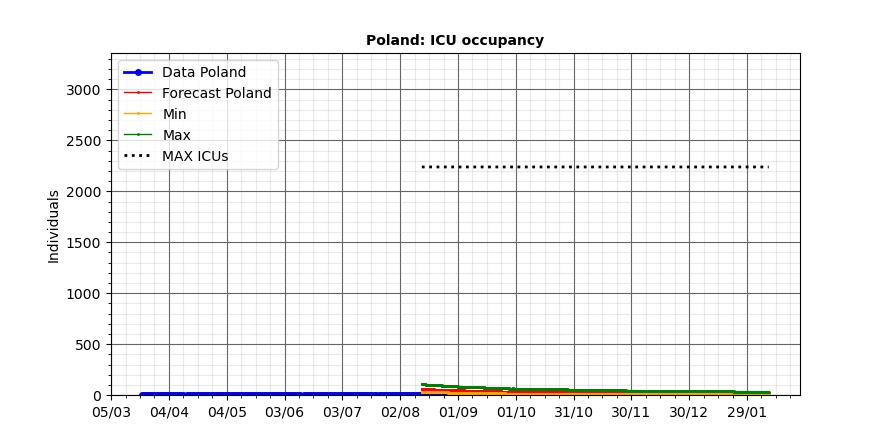 Poland: ICU occupancy
Data Poland
Forecast Poland
Min
Max
MAX ICUs
Individuals
3000
2500
2000
1500
1000
500
0
05/03 04/04 04/05 03/06 03/07 02/08 01/09 01/10 31/10 30/11 30/12 29/01